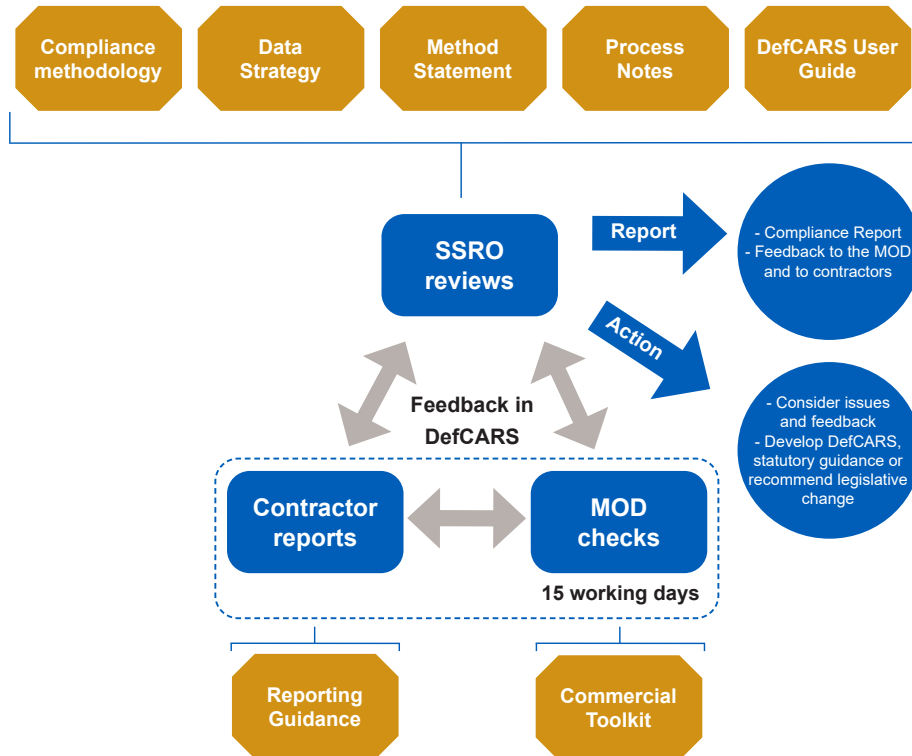 Compliance
methodology
Data
Strategy
Method
Statement
Process
Notes
DefCARS User
Guide
SSRO
reviews
Report
- Compliance Report
- Feedback to the MOD
and to contractors
Action
- Consider issues
and feedback
- Develop DefCARS,
statutory guidance or
recommend legislative
change
Feedback in
DefCARS
Contractor
reports
MOD
checks
15 working days
Reporting
Guidance
Commercial
Toolkit